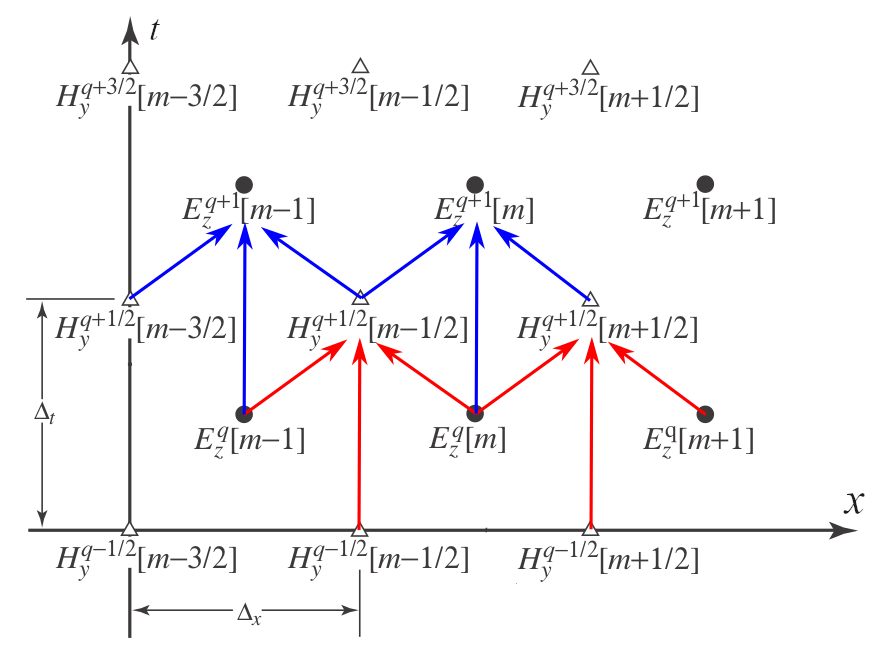 t
H_y^{q+3/2}[m−3/2] H_y^{q+3/2}[m−1/2] H_y^{q+3/2}[m+1/2]
E_z^{q+1}[m−1] E_z^{q+1}[m] E_z^{q+1}[m+1]
H_y^{q+1/2}[m−3/2] H_y^{q+1/2}[m−1/2] H_y^{q+1/2}[m+1/2]
Δ_t
E_z^q[m−1] E_z^q[m] E_z^q[m+1]
x
H_y^{q−1/2}[m−3/2] H_y^{q−1/2}[m−1/2] H_y^{q−1/2}[m+1/2]
Δ_x